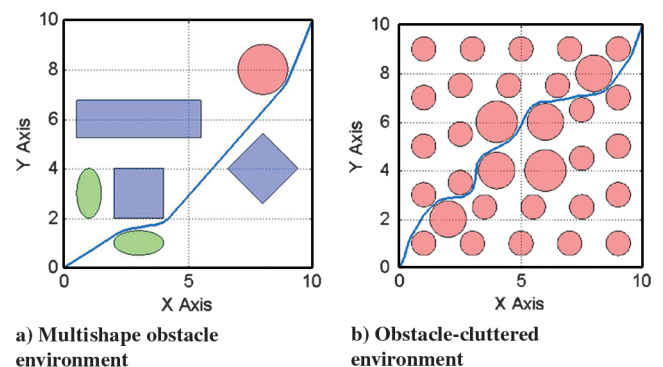 10
8
6
4
2
0
Y Axis
0
5
10
X Axis
a) Multishape obstacle
environment
10
8
6
4
2
0
Y Axis
0
5
10
X Axis
b) Obstacle-cluttered
environment